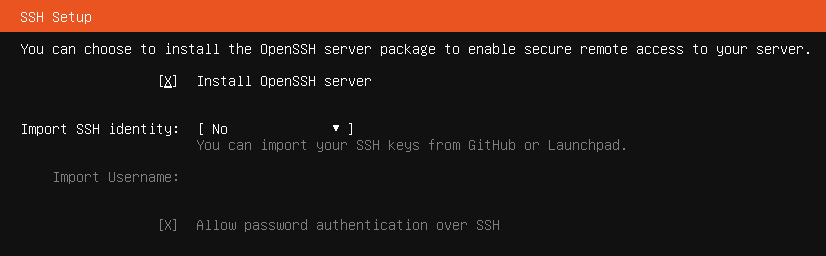 SSH Setup
You can choose to install the OpenSSH server package to enable secure remote access to your server.
[X] Install OpenSSH server
Import SSH identity: [ No ▼ ]
You can import your SSH keys from GitHub or Launchpad.
Import Username:
[X] Allow password authentication over SSH